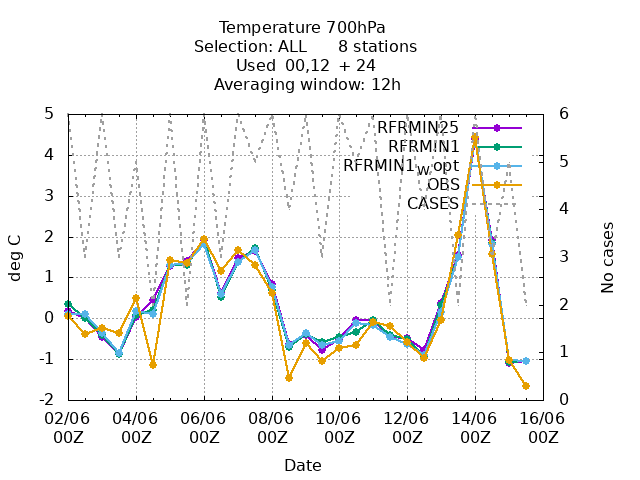 Temperature 700hPa
Selection: ALL 8 stations
Used 00,12 + 24
Averaging window: 12h
5
4
3
2
1
0
-1
-2
deg C
6
5
4
3
2
1
0
No cases
RFRMIN25
RFRMIN1
RFRMIN1_w_opt
OBS
CASES
02/06 04/06 06/06 08/06 10/06 12/06 14/06 16/06
00Z 00Z 00Z 00Z 00Z 00Z 00Z 00Z
Date